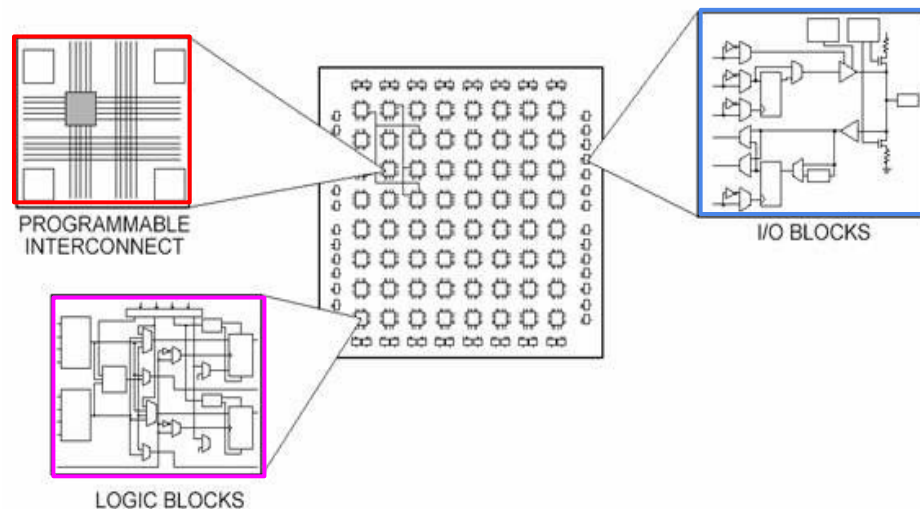 PROGRAMMABLE
INTERCONNECT
I/O BLOCKS
LOGIC BLOCKS